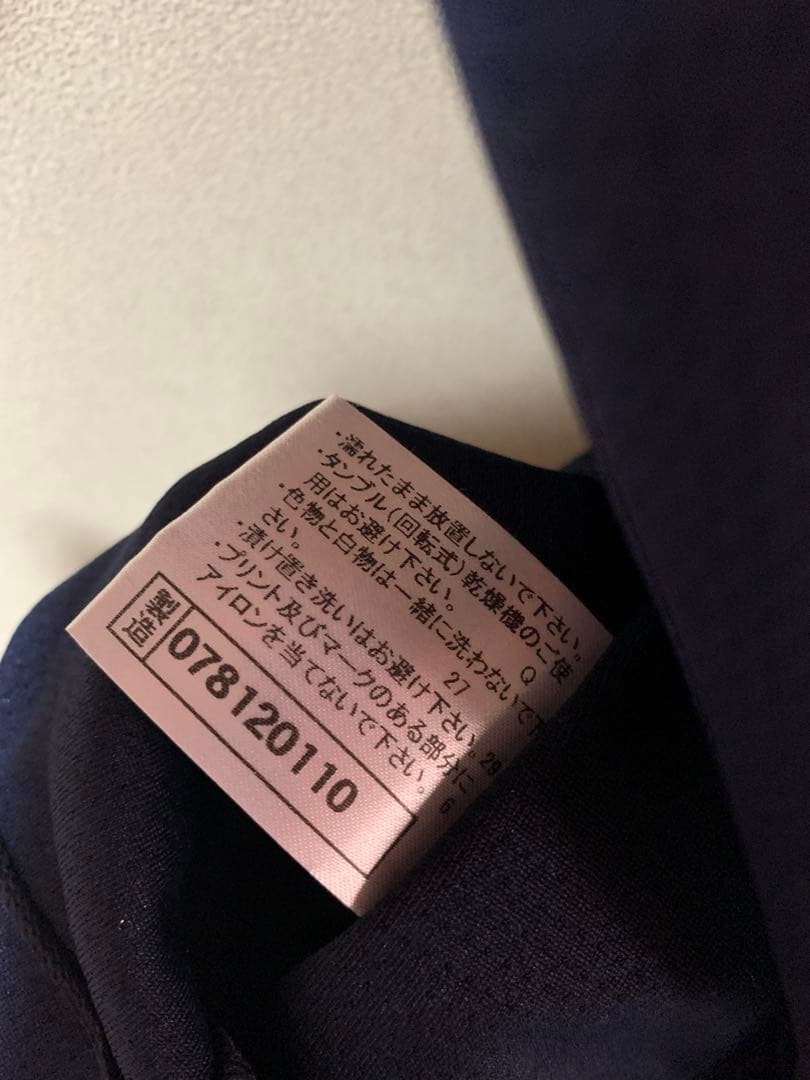 ・濡れたまま放置しないで下さい。
・タンブル(回転式)乾燥機のご使
用はお避け下さい。 Q
・色物と白物は一緒に洗わないで下
さい。 27
・漬け置き洗いはお避け下さい。29
・プリント及びマークのある部分に
アイロンを当てないで下さい。6
製造 078120110